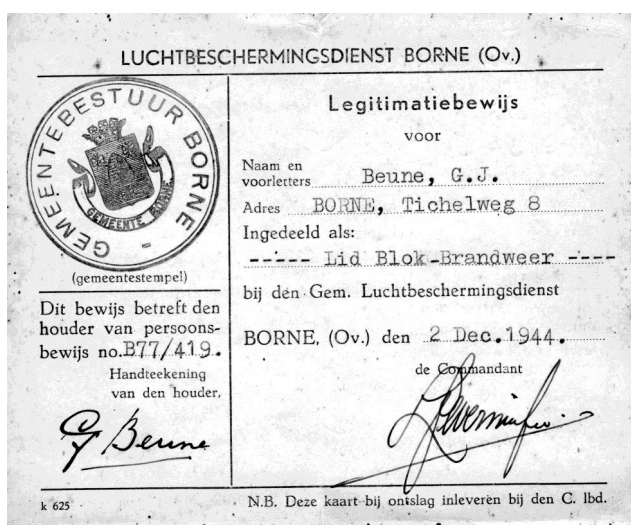 LUCHTBESCHERMINGSDIENST BORNE (Ov.)
GEMEENTEBESTUUR BORNE -
GEMEENTE BORNE
(gemeentestempel)
Dit bewijs betreft den
houder van persoons-
bewijs no. B77/419.
Handteekening
van den houder,
GJ Beune
k 625
Legitimatiebewijs
voor
Naam en
voorletters Beune, G.J.
Adres BORNE, Tichelweg 8
Ingedeeld als:
----- Lid Blok-Brandweer ----
bij den Gem. Luchtbeschermingsdienst
BORNE, (Ov.) den 2 Dec. 1944.
de Commandant
N.B. Deze kaart bij ontslag inleveren bij den C. lbd.